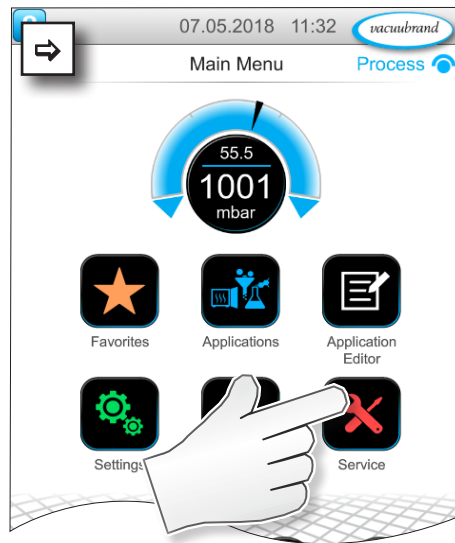 07.05.2018 11:32 vacuubrand
Main Menu Process
55.5
1001
mbar
Favorites Applications Application
Editor
Settings Service